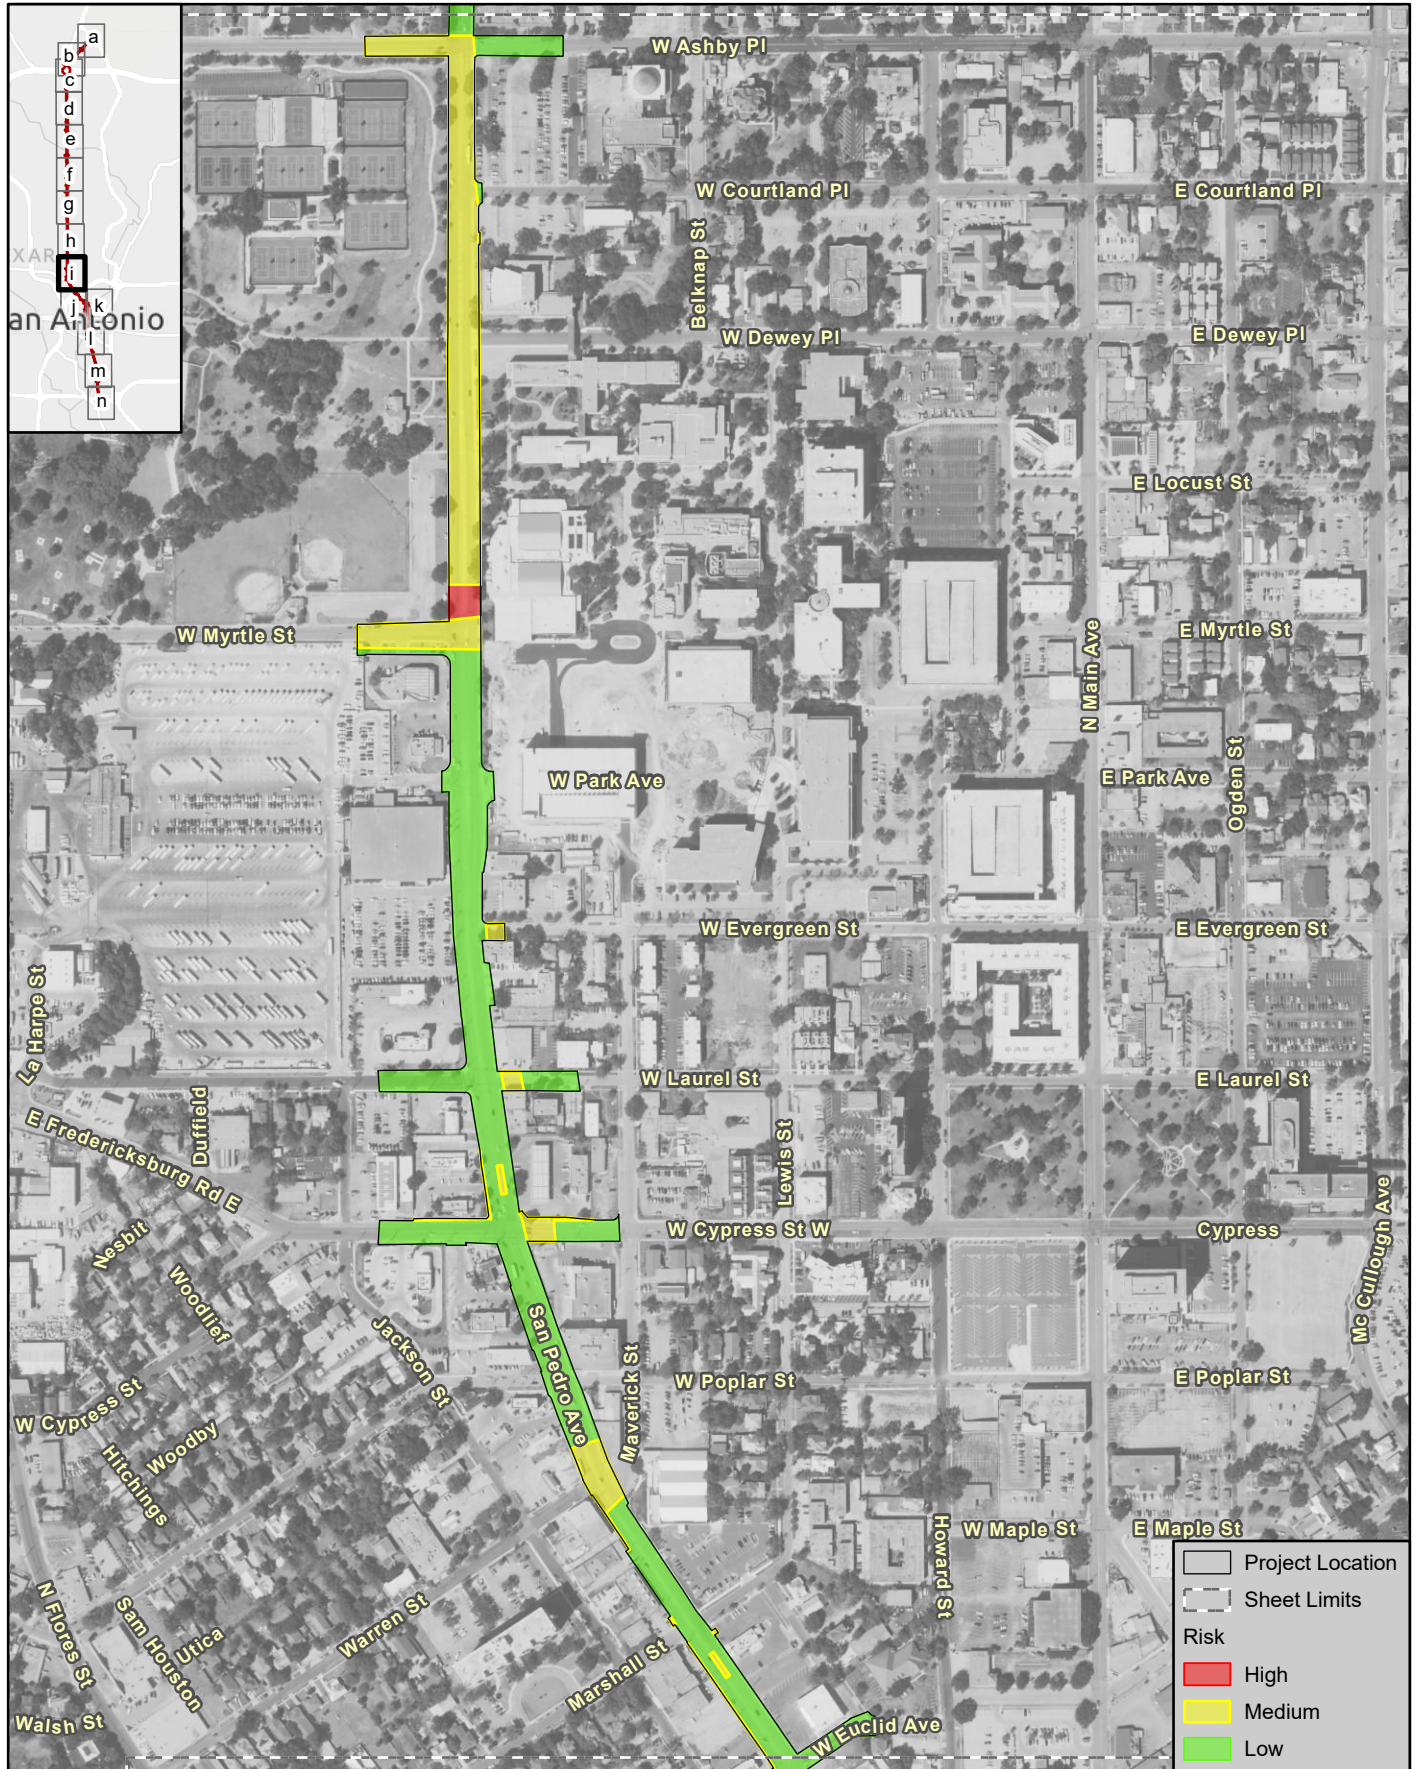 a
b
c
d
e
f
g
h
XAR
i
j
k
an Antonio
l
m
n
W Ashby Pl
W Courtland Pl
E Courtland Pl
Belknap St
W Dewey Pl
E Dewey Pl
E Locust St
W Myrtle St
E Myrtle St
N Main Ave
W Park Ave
E Park Ave
Ogden St
W Evergreen St
E Evergreen St
La Harpe St
W Laurel St
E Laurel St
Duffield
E Fredericksburg Rd E
Lewis St
W Cypress St W
Cypress
Mc Cullough Ave
Nesbit
Woodlief
San Pedro Ave
Jackson St
Maverick St
W Poplar St
E Poplar St
W Cypress St
Woodby
Hitchings
Howard St
W Maple St
E Maple St
N Flores St
Sam Houston
Utica
Warren St
Marshall St
Walsh St
W Euclid Ave
Project Location
Sheet Limits
Risk
High
Medium
Low